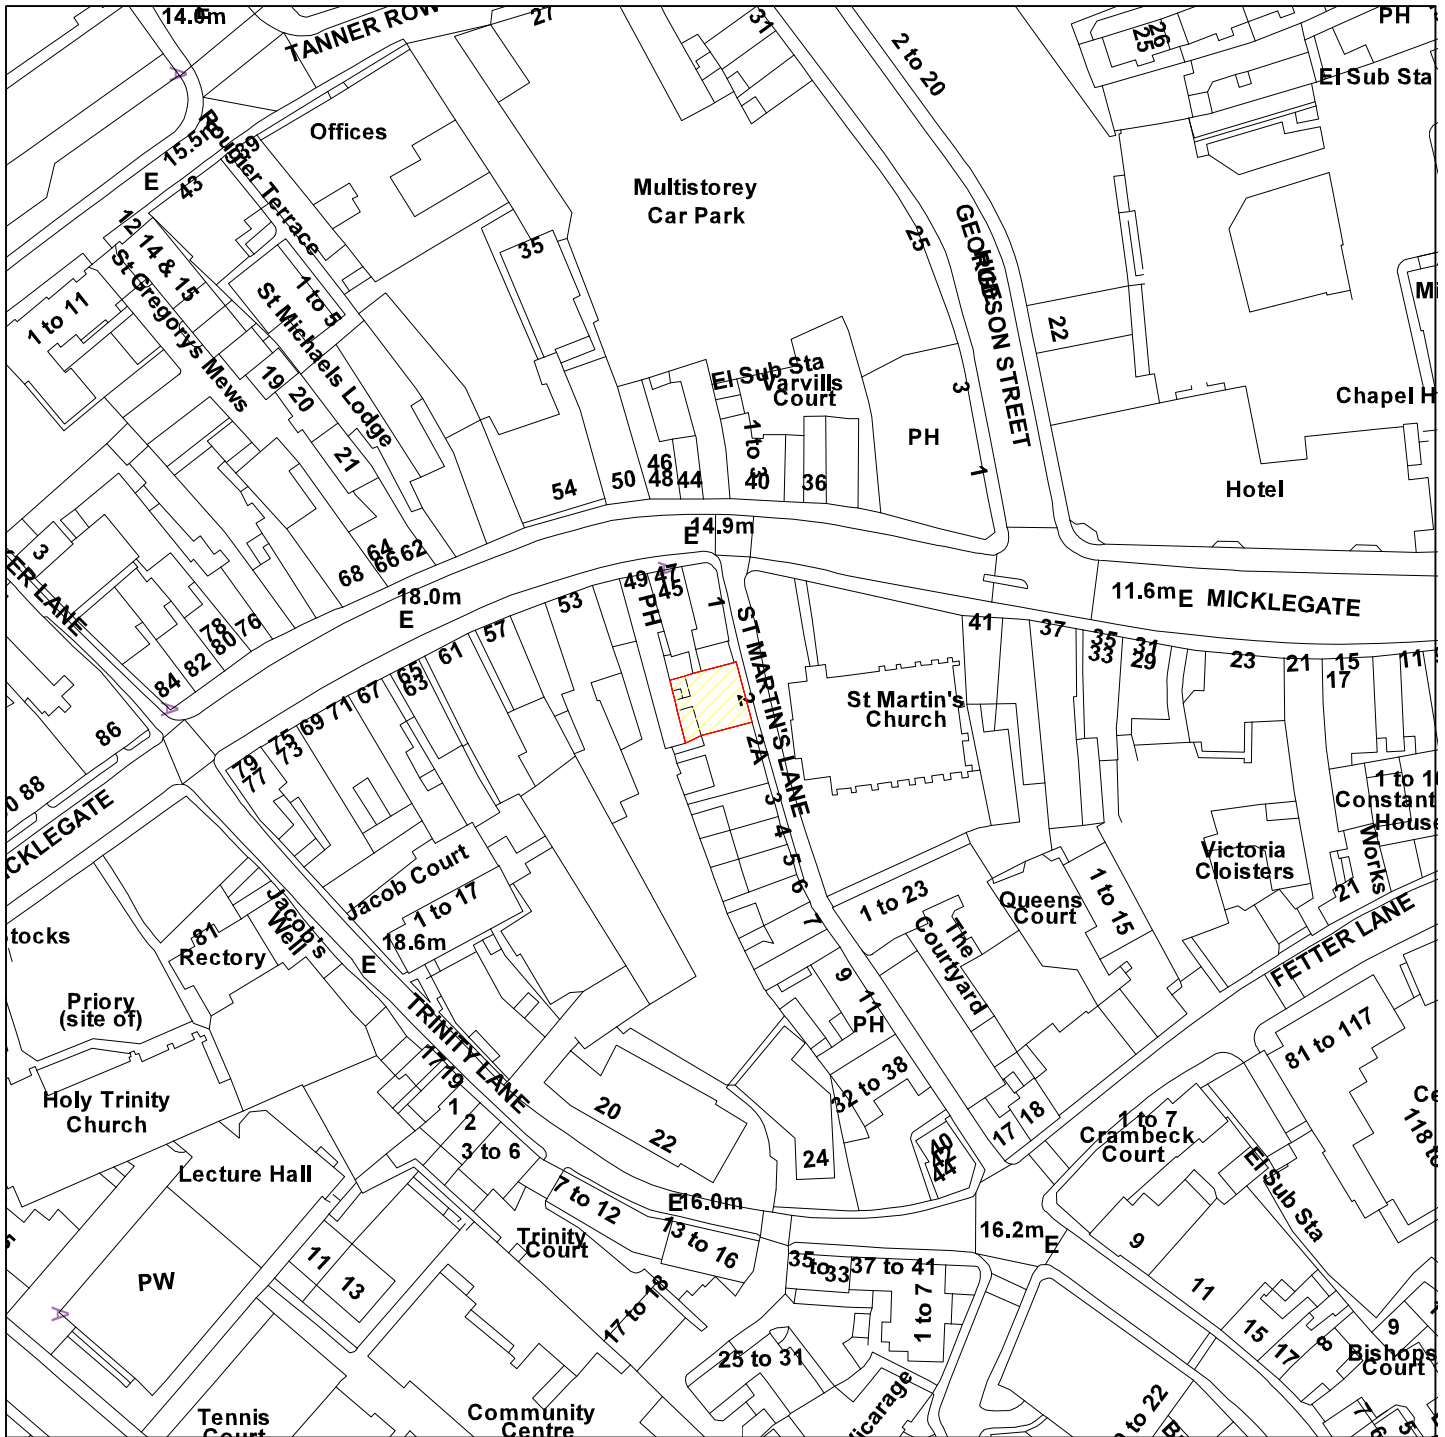 14.6m
E
TANNER ROW
27
31
2 to 20
25
26
PH
El Sub Sta
Offices
Multistorey
Car Park
15.5m
39
Rougier Terrace
E
43
12
14 & 15
St Gregorys Mews
1 to 11
1 to 5
St Michaels Lodge
35
25
GEORGE HUDSON STREET
22
19
20
21
El Sub Sta
Varvills
Court
1 to 3
3
1
PH
Chapel H
Hotel
54
50
46
48
44
40
36
14.9m
E
3
64
66
62
68
18.0m
E
78
80
76
82
84
86
88
53
57
61
65
63
67
71
69
75
73
79
77
49
47
45
PH
1
ST MARTIN'S LANE
2
2A
3
4
5
6
7
9
11
PH
41
37
35
33
31
29
23
21
15
17
11
11.6m
E
MICKLEGATE
St Martin's
Church
1 to 23
The
Courtyard
Queens
Court
1 to 15
Victoria
Cloisters
Works
21
FETTER LANE
Jacob Court
1 to 17
18.6m
E
Jacob's
Well
81
Rectory
Priory
(site of)
Holy Trinity
Church
TRINITY LANE
17
19
1
2
3 to 6
Lecture Hall
20
22
24
32 to 38
40
42
44
17
18
81 to 117
1 to 7
Crambeck
Court
El Sub Sta
7 to 12
Trinity
Court
13 to 16
E
16.0m
17 to 18
35
to
33
37 to 41
1 to 7
25 to 31
16.2m
E
9
11
15
17
8
9
Bishops
Court
7
6
5
11
13
PW
Tennis
Court
Community
Centre